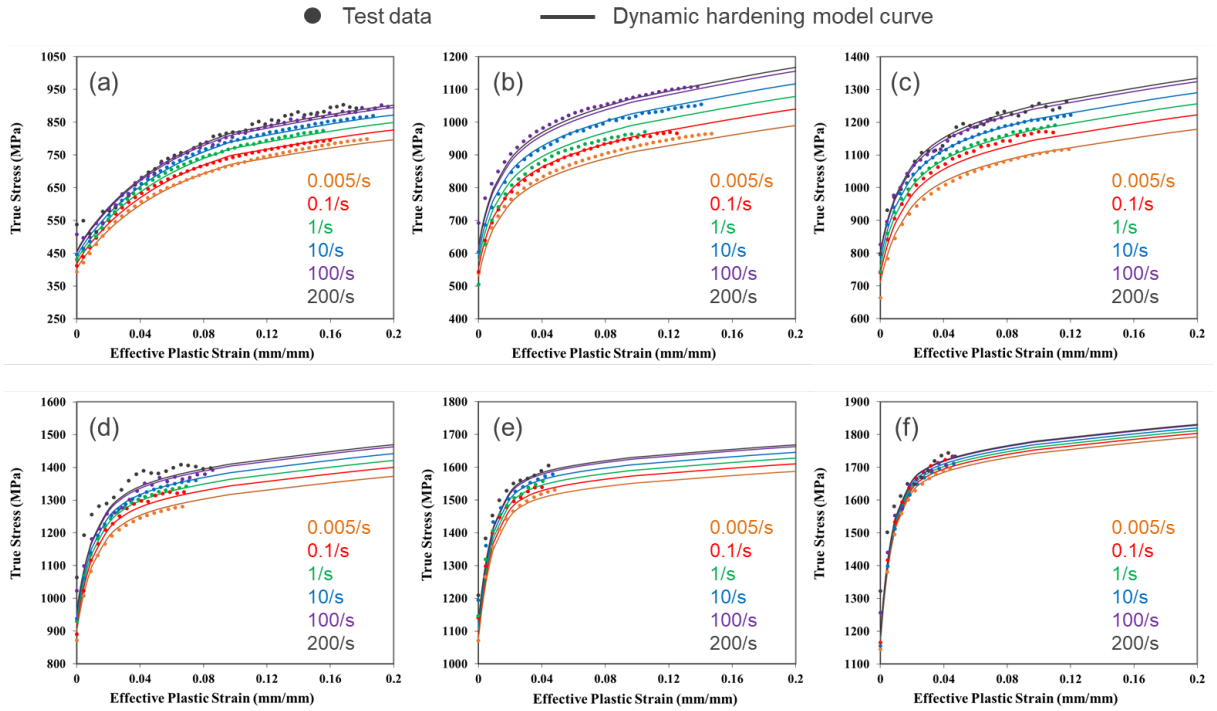 Test data
Dynamic hardening model curve
(a)
True Stress (MPa)
1050
950
850
750
650
550
450
350
250
0.005/s
0.1/s
1/s
10/s
100/s
200/s
0 0.04 0.08 0.12 0.16 0.2
Effective Plastic Strain (mm/mm)
(b)
True Stress (MPa)
1200
1100
1000
900
800
700
600
500
400
0.005/s
0.1/s
1/s
10/s
100/s
200/s
0 0.04 0.08 0.12 0.16 0.2
Effective Plastic Strain (mm/mm)
(c)
True Stress (MPa)
1400
1300
1200
1100
1000
900
800
700
600
0.005/s
0.1/s
1/s
10/s
100/s
200/s
0 0.04 0.08 0.12 0.16 0.2
Effective Plastic Strain (mm/mm)
(d)
True Stress (MPa)
1600
1500
1400
1300
1200
1100
1000
900
800
0.005/s
0.1/s
1/s
10/s
100/s
200/s
0 0.04 0.08 0.12 0.16 0.2
Effective Plastic Strain (mm/mm)
(e)
True Stress (MPa)
1800
1700
1600
1500
1400
1300
1200
1100
1000
0.005/s
0.1/s
1/s
10/s
100/s
200/s
0 0.04 0.08 0.12 0.16 0.2
Effective Plastic Strain (mm/mm)
(f)
True Stress (MPa)
1900
1800
1700
1600
1500
1400
1300
1200
1100
0.005/s
0.1/s
1/s
10/s
100/s
200/s
0 0.04 0.08 0.12 0.16 0.2
Effective Plastic Strain (mm/mm)